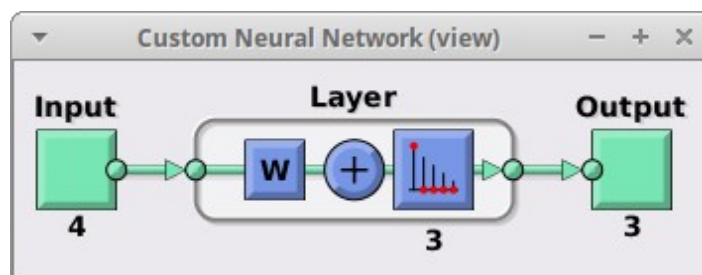 Custom Neural Network (view)
Input
Layer
Output
W
+
4
3
3